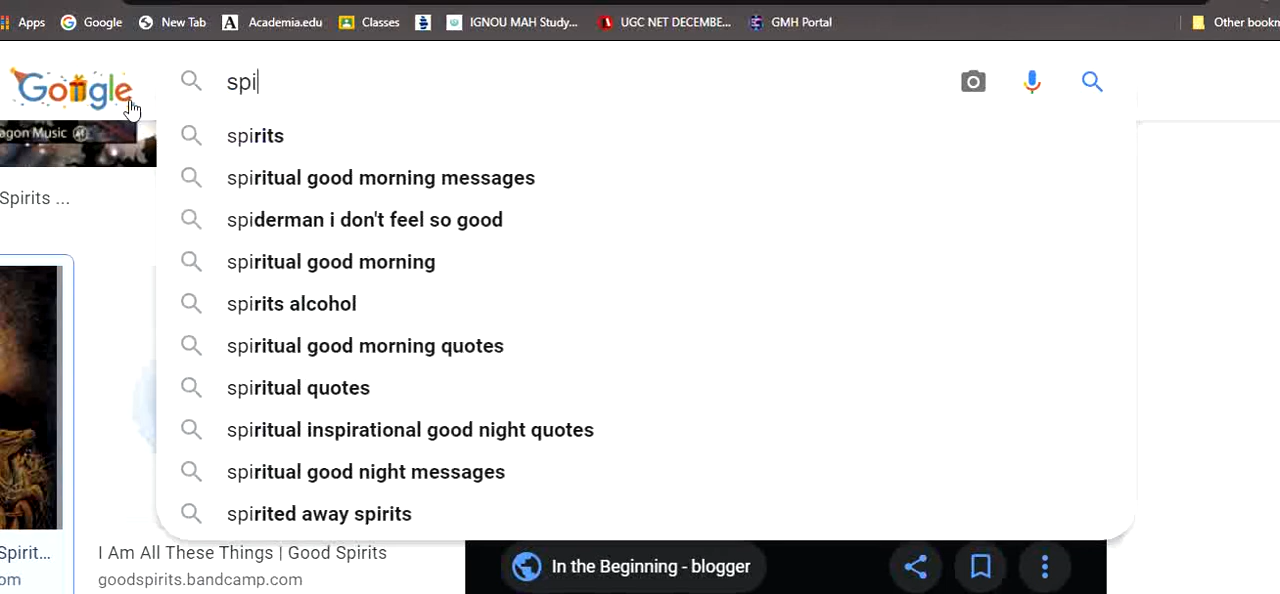 Apps Google New Tab A Academia.edu Classes IGNOU MAH Study... UGC NET DECEMBE... GMH Portal Other bookm
Google spi
agon Music
spirits
spiritual good morning messages
Spirits ...
spiderman i don't feel so good
spiritual good morning
spirits alcohol
spiritual good morning quotes
spiritual quotes
spiritual inspirational good night quotes
spiritual good night messages
spirited away spirits
Spirit... I Am All These Things | Good Spirits
In the Beginning - blogger
om goodspirits.bandcamp.com